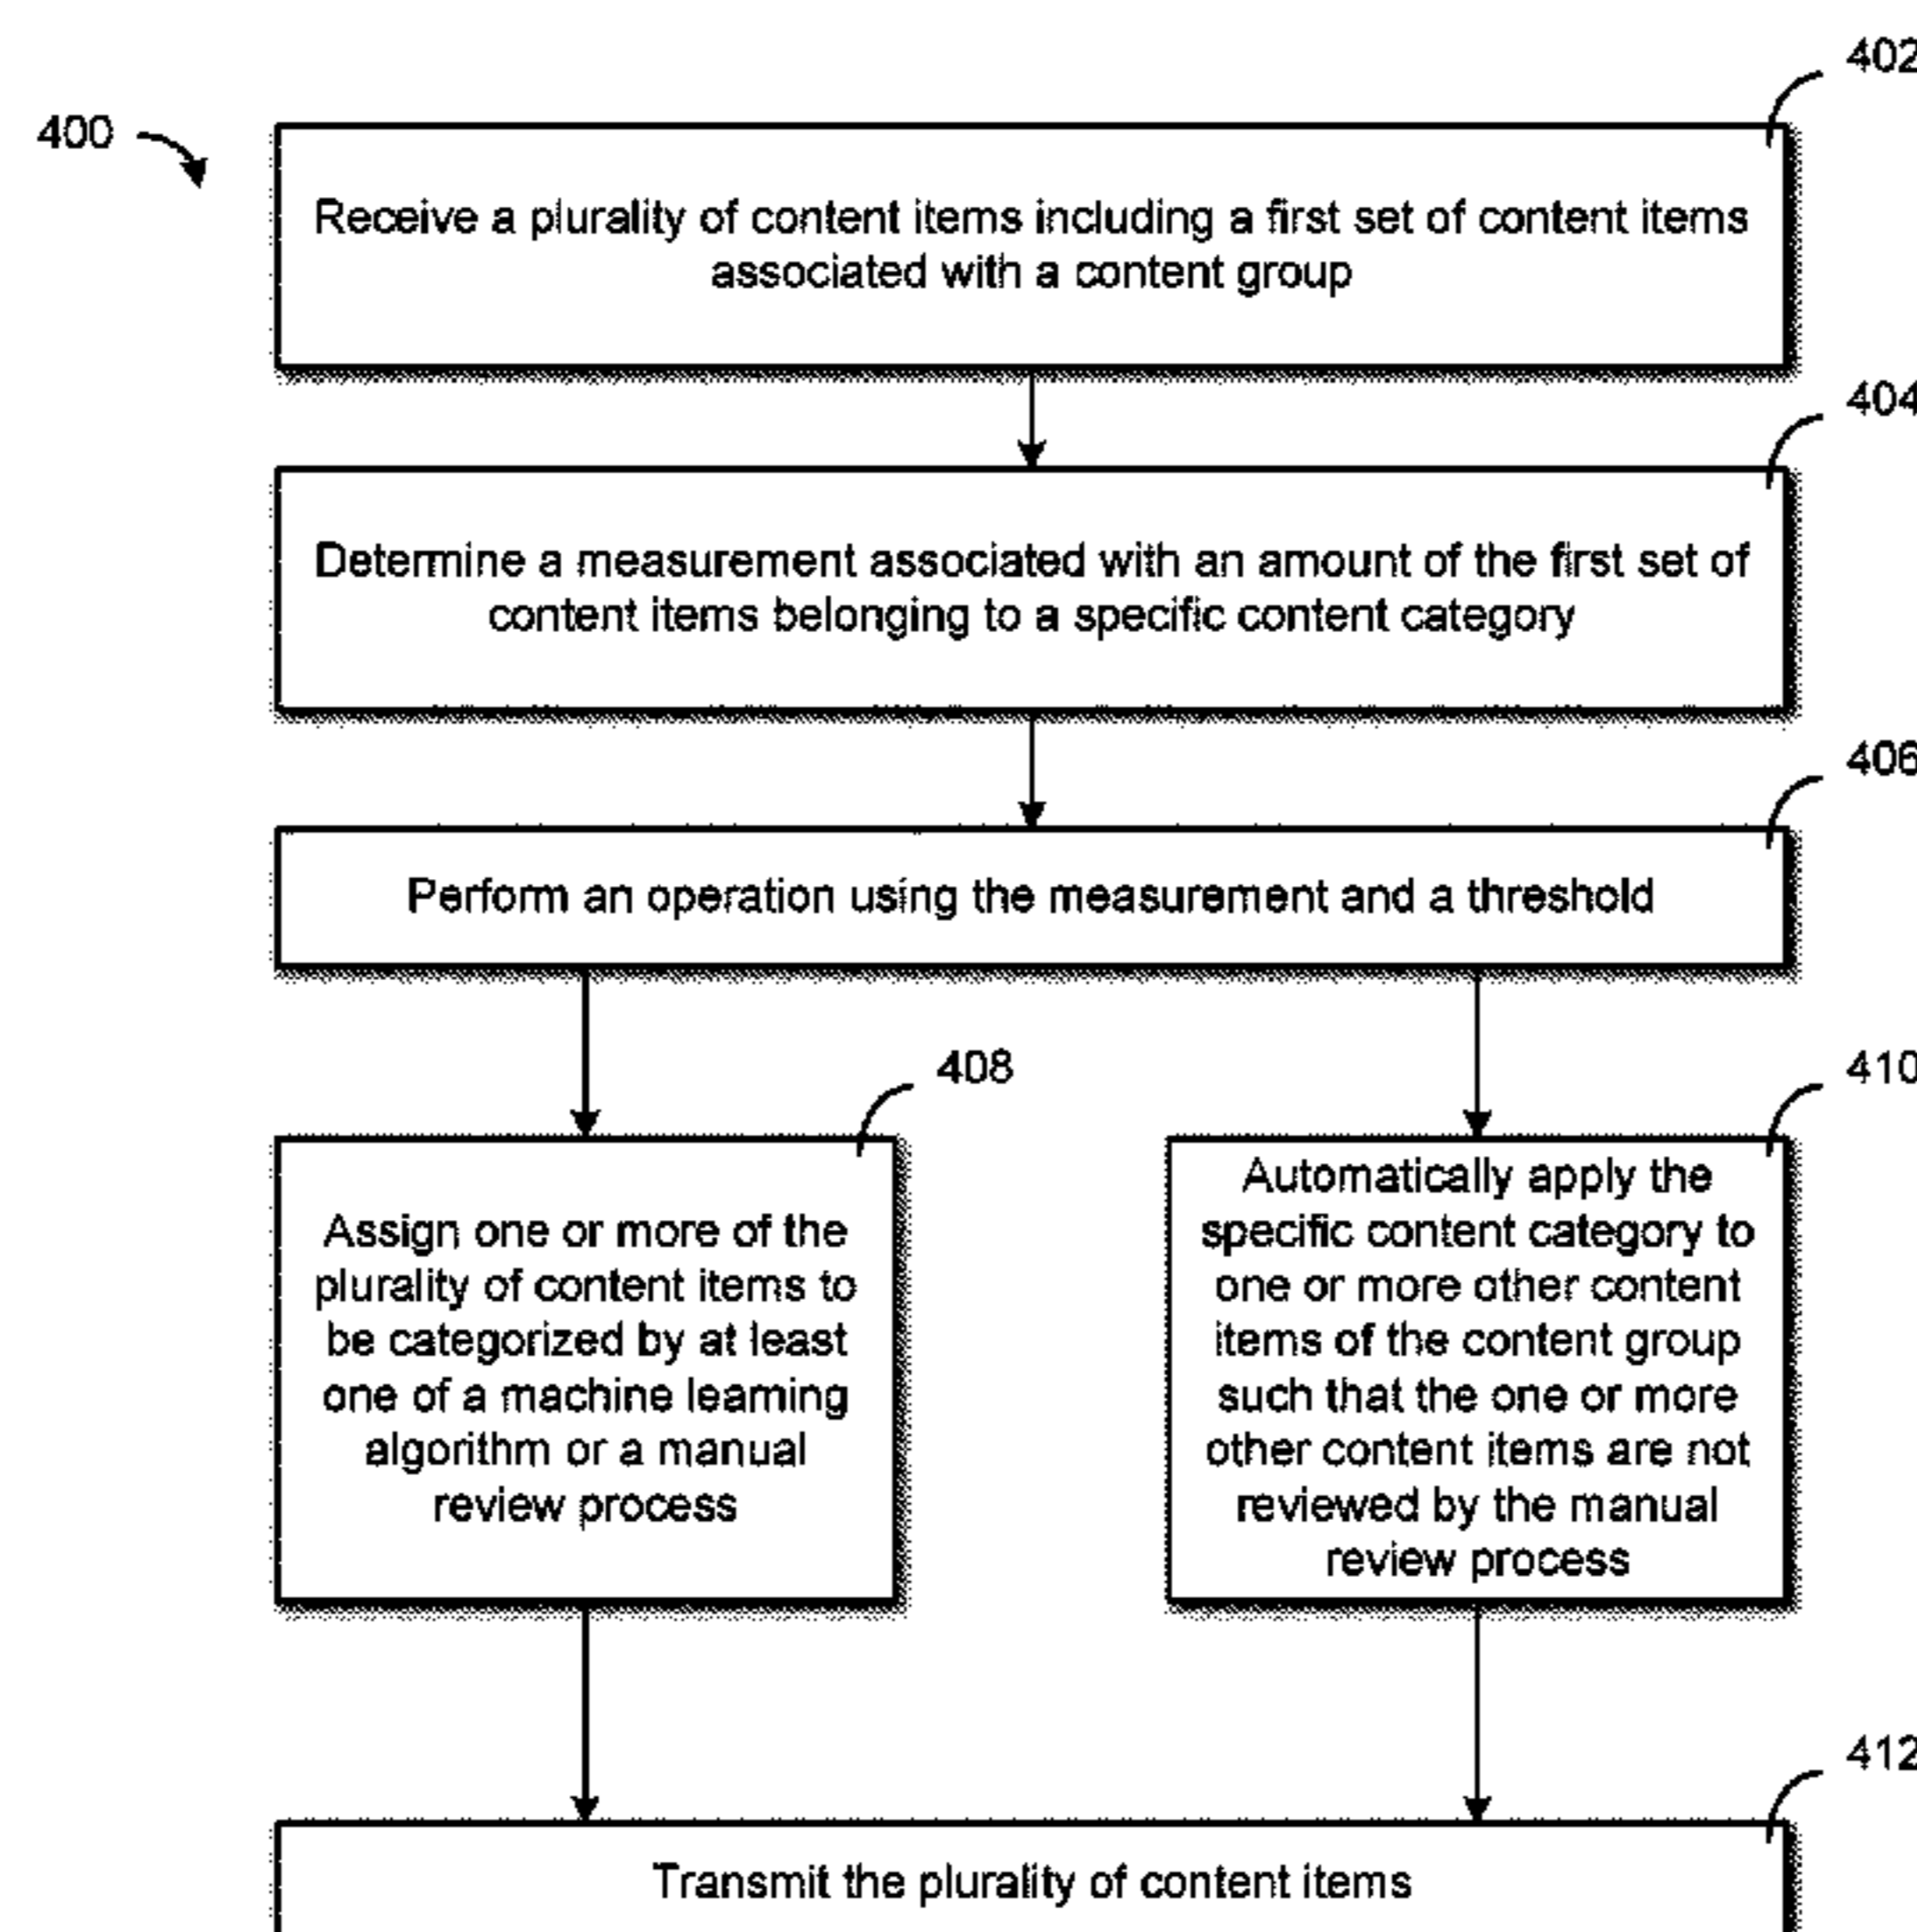 402
400
Receive a plurality of content items including a first set of content items
associated with a content group
404
Determine a measurement associated with an amount of the first set of
content items belonging to a specific content category
406
Perform an operation using the measurement and a threshold
408
Assign one or more of the
plurality of content items to
be categorized by at least
one of a machine learning
algorithm or a manual
review process
410
Automatically apply the
specific content category to
one or more other content
items of the content group
such that the one or more
other content items are not
reviewed by the manual
review process
412
Transmit the plurality of content items